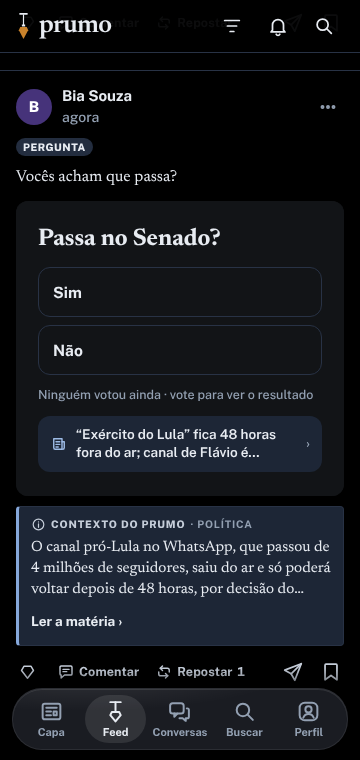 prumo
Bia Souza
agora
B
PERGUNTA
Vocês acham que passa?
Passa no Senado?
Sim
Não
Ninguém votou ainda · vote para ver o resultado
“Exército do Lula” fica 48 horas
fora do ar; canal de Flávio é...
CONTEXTO DO PRUMO · POLÍTICA
O canal pró-Lula no WhatsApp, que passou de
4 milhões de seguidores, saiu do ar e só poderá
voltar depois de 48 horas, por decisão do...
Ler a matéria ›
Comentar Repostar 1
Capa Feed Conversas Buscar Perfil